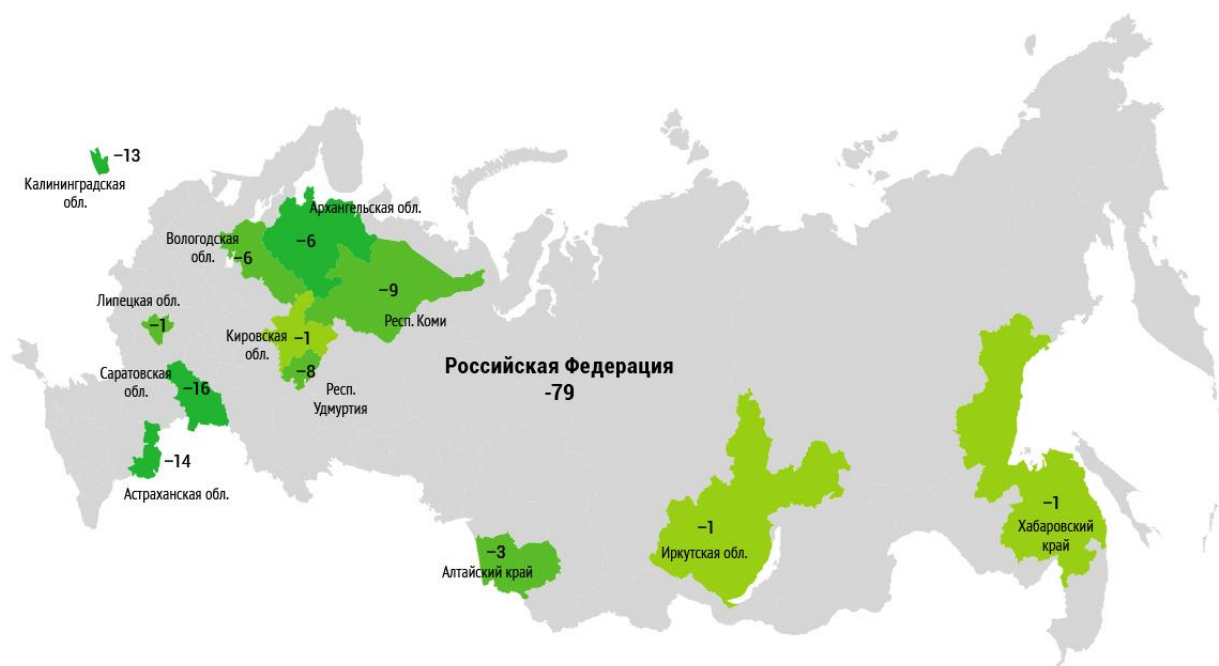 −13
Калининградская
обл.
Архангельская обл.
−6
Вологодская
обл.
−6
−9
Респ. Коми
Липецкая обл.
−1
Кировская
обл.
−1
−8
Респ.
Удмуртия
Российская Федерация
-79
Саратовская
обл.
−16
−14
Астраханская обл.
−3
Алтайский край
−1
Иркутская обл.
−1
Хабаровский
край